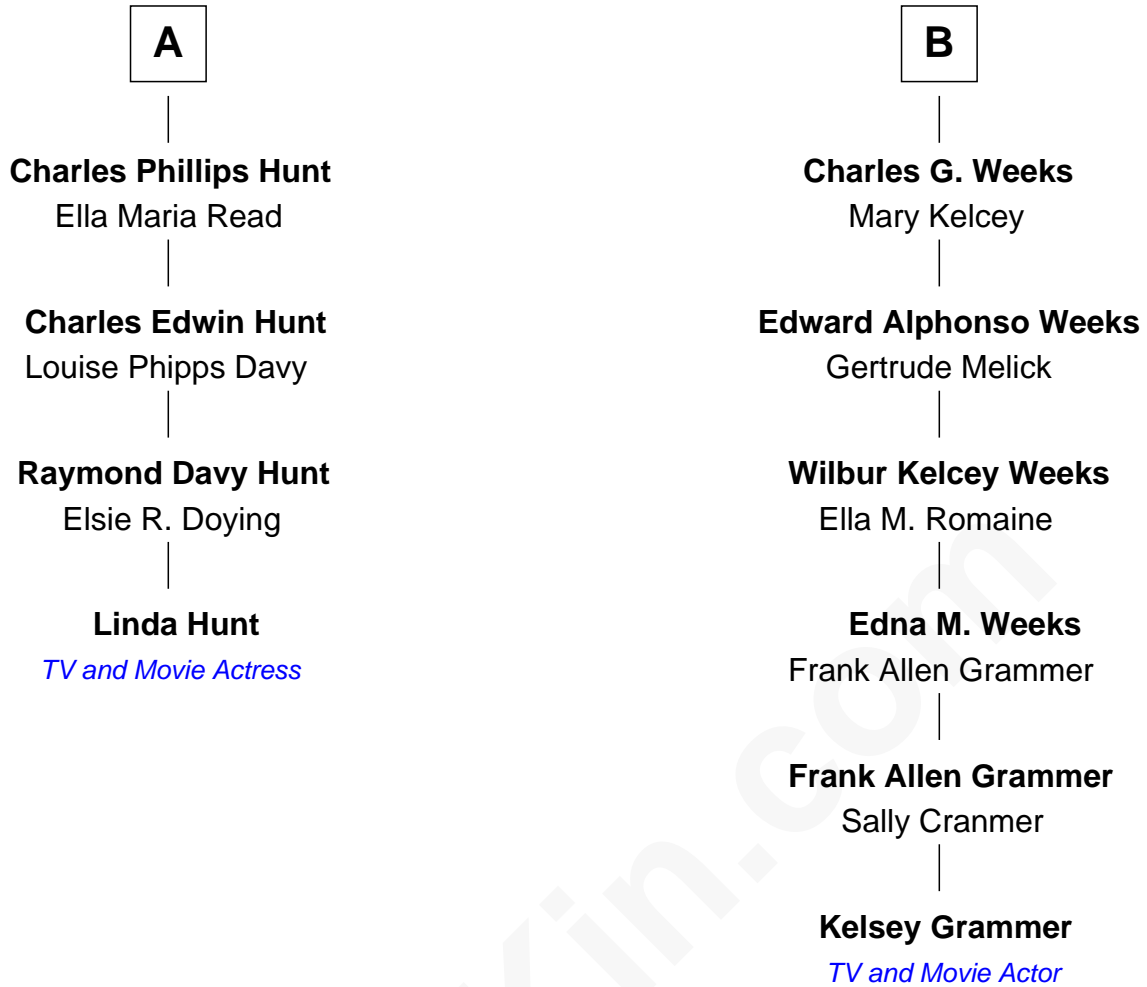 A
Charles Phillips Hunt
Ella Maria Read
Charles Edwin Hunt
Louise Phipps Davy
Raymond Davy Hunt
Elsie R. Doying
Linda Hunt
TV and Movie Actress
B
Charles G. Weeks
Mary Kelcey
Edward Alphonso Weeks
Gertrude Melick
Wilbur Kelcey Weeks
Ella M. Romaine
Edna M. Weeks
Frank Allen Grammer
Frank Allen Grammer
Sally Cranmer
Kelsey Grammer
TV and Movie Actor
Kin.com